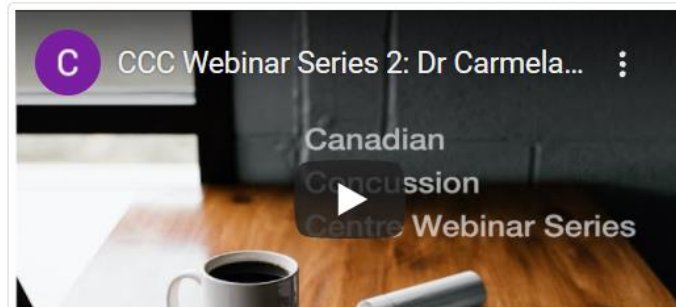 C
CCC Webinar Series 2: Dr Carmela...
Canadian
Concussion
Centre Webinar Series